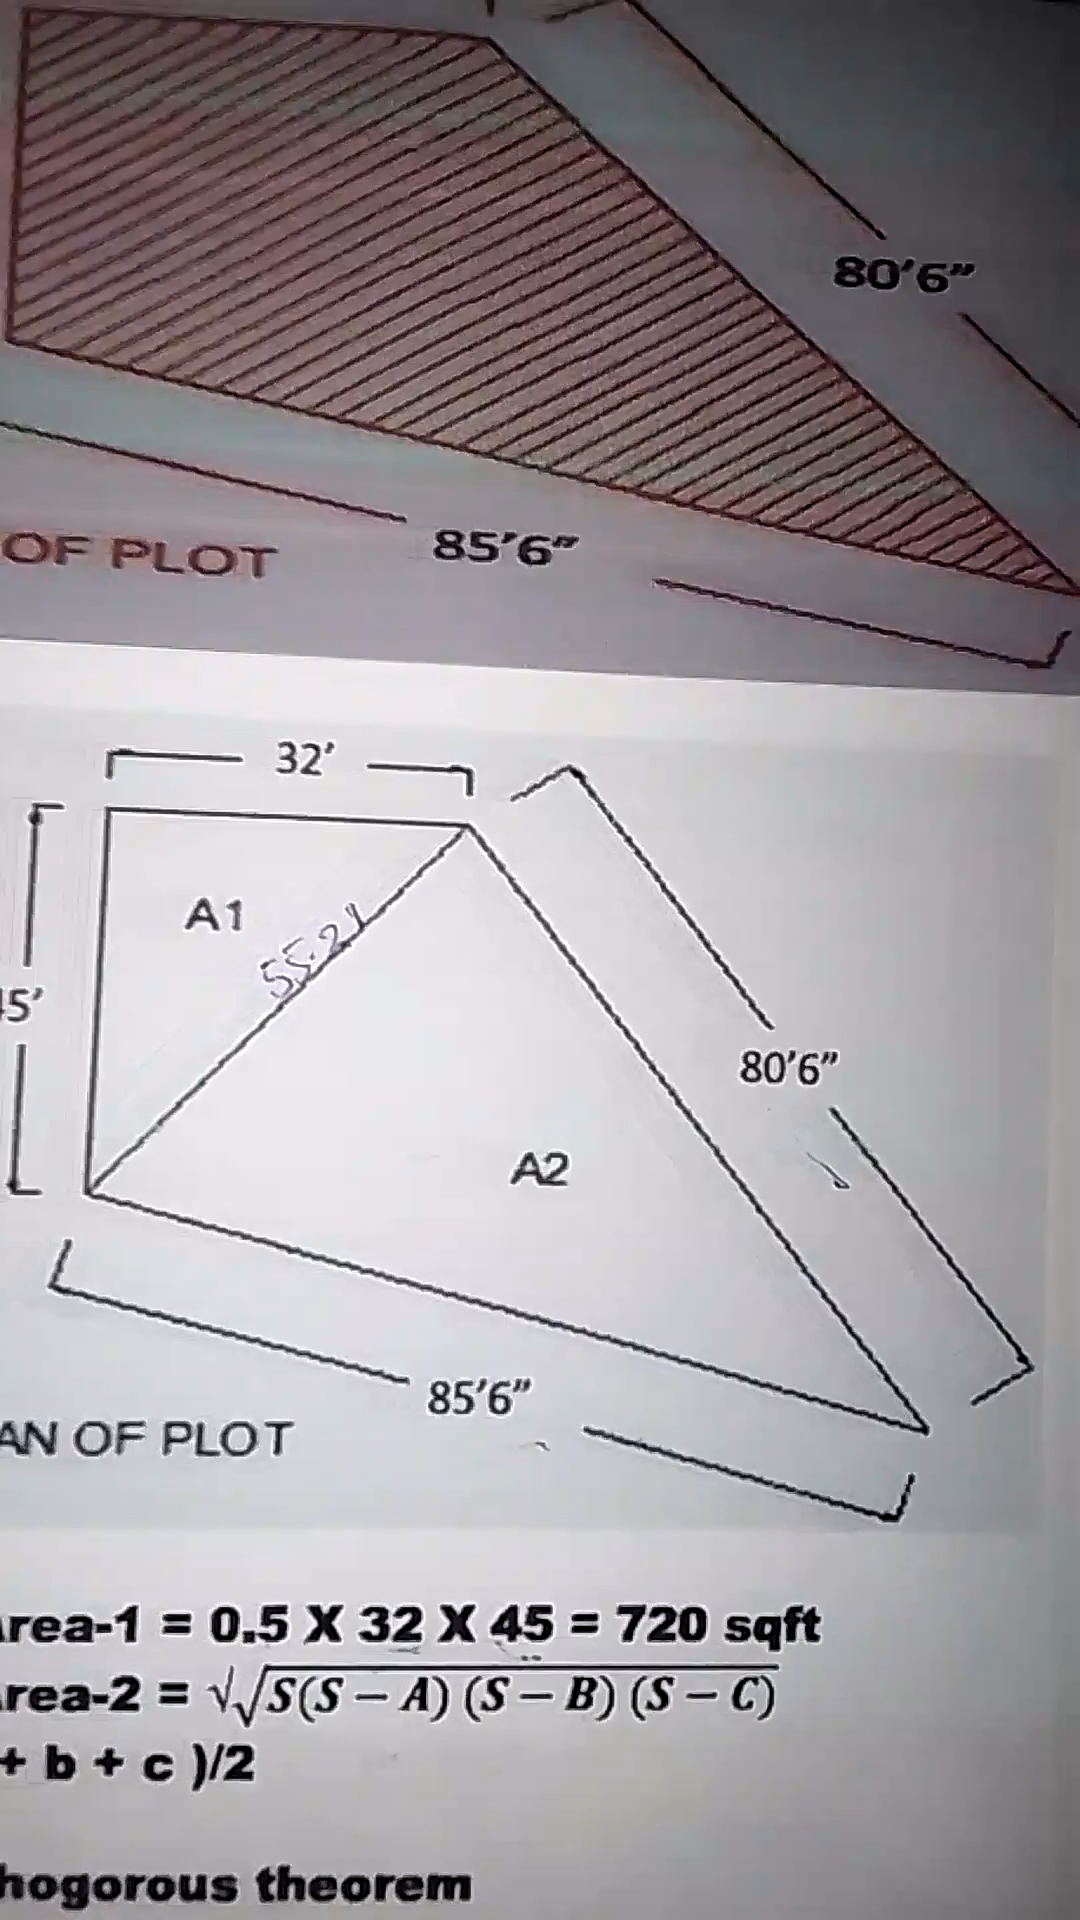 80'6"
85'6"
OF PLOT
32'
A1
55.21
45'
80'6"
A2
85'6"
AN OF PLOT
rea-1 = 0.5 X 32 X 45 = 720 sqft
rea-2 = √√S(S – A) (S – B) (S – C)
+ b + c )/2
hogorous theorem